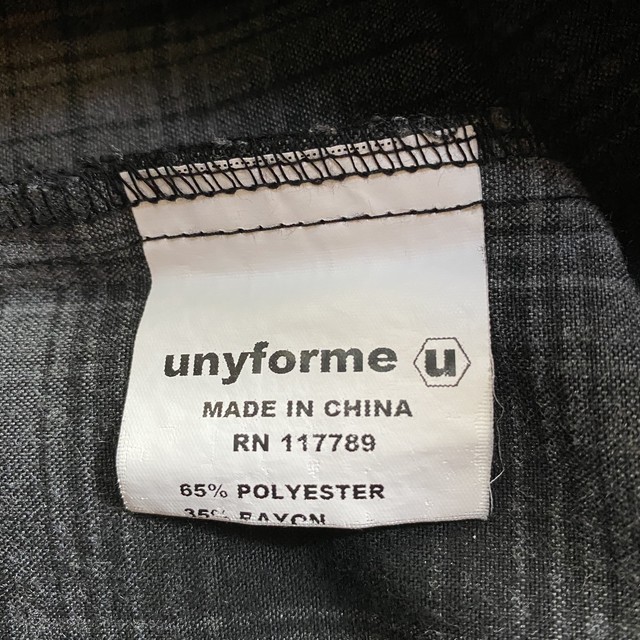 unyforme u
MADE IN CHINA
RN 117789
65% POLYESTER
35% RAYON